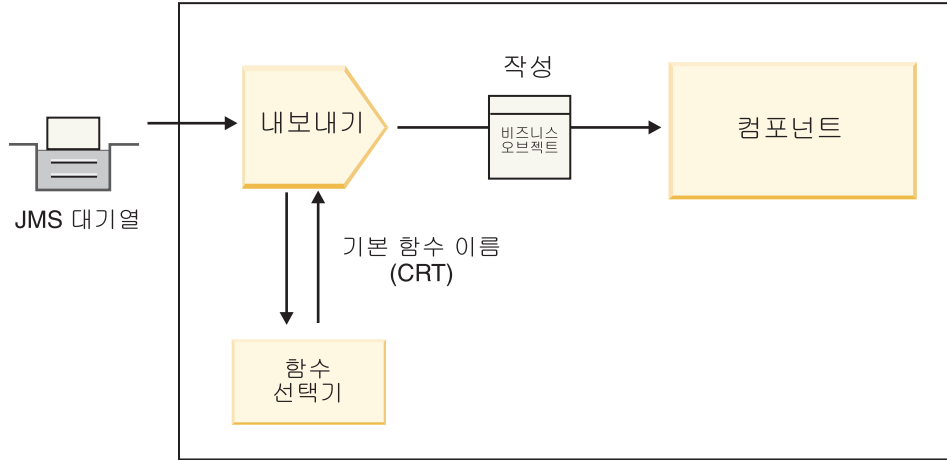 작성
내보내기
비즈니스
오브젝트
컴포넌트
JMS 대기열
기본 함수 이름
(CRT)
함수
선택기